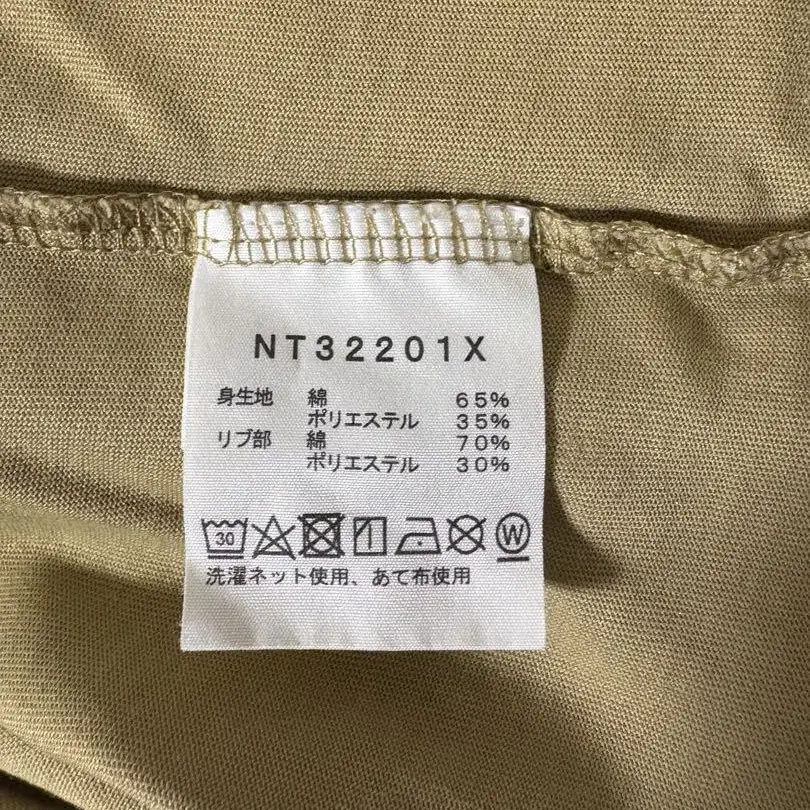 NT32201X
身生地 綿 65%
ポリエステル 35%
リブ部 綿 70%
ポリエステル 30%
30 W
洗濯ネット使用、あて布使用